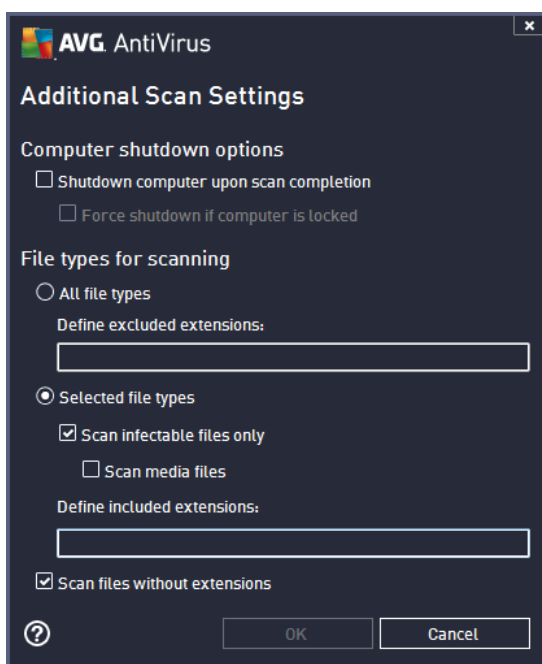 AVG. AntiVirus
Additional Scan Settings
Computer shutdown options
Shutdown computer upon scan completion
Force shutdown if computer is locked
File types for scanning
All file types
Define excluded extensions:
Selected file types
Scan infectable files only
Scan media files
Define included extensions:
Scan files without extensions
? OK Cancel